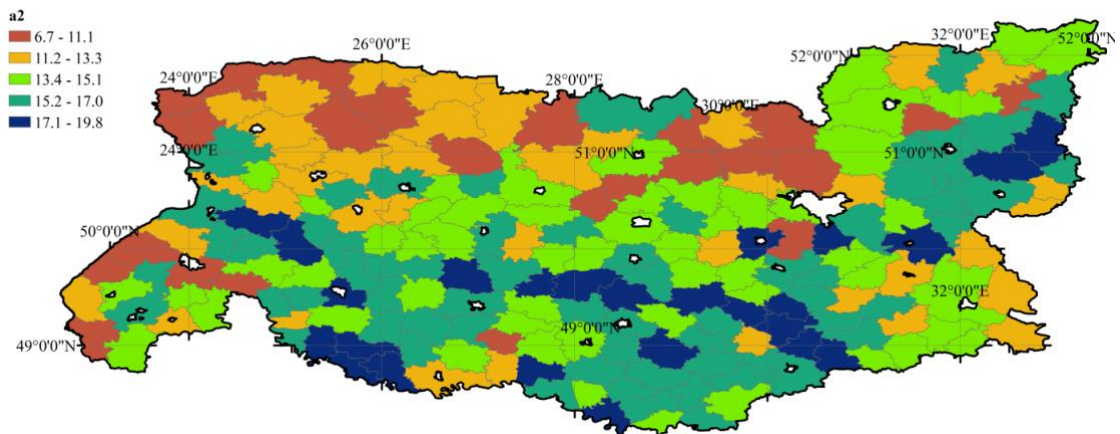 a2
6.7 - 11.1
11.2 - 13.3
13.4 - 15.1
15.2 - 17.0
17.1 - 19.8
26°0'0"E
32°0'0"E
52°0'0"N
52°0'0"N
24°0'0"E
28°0'0"E
30°0'0"E
24°0'0"E
51°0'0"N
51°0'0"N
50°0'0"N
32°0'0"E
49°0'0"N
49°0'0"N